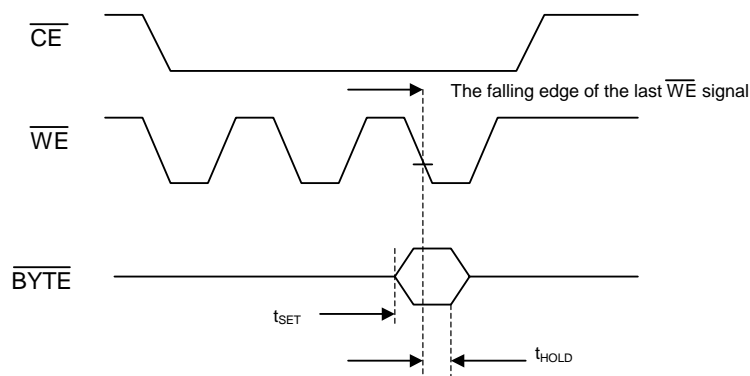 CE
The falling edge of the last WE signal
WE
BYTE
tSET
tHOLD